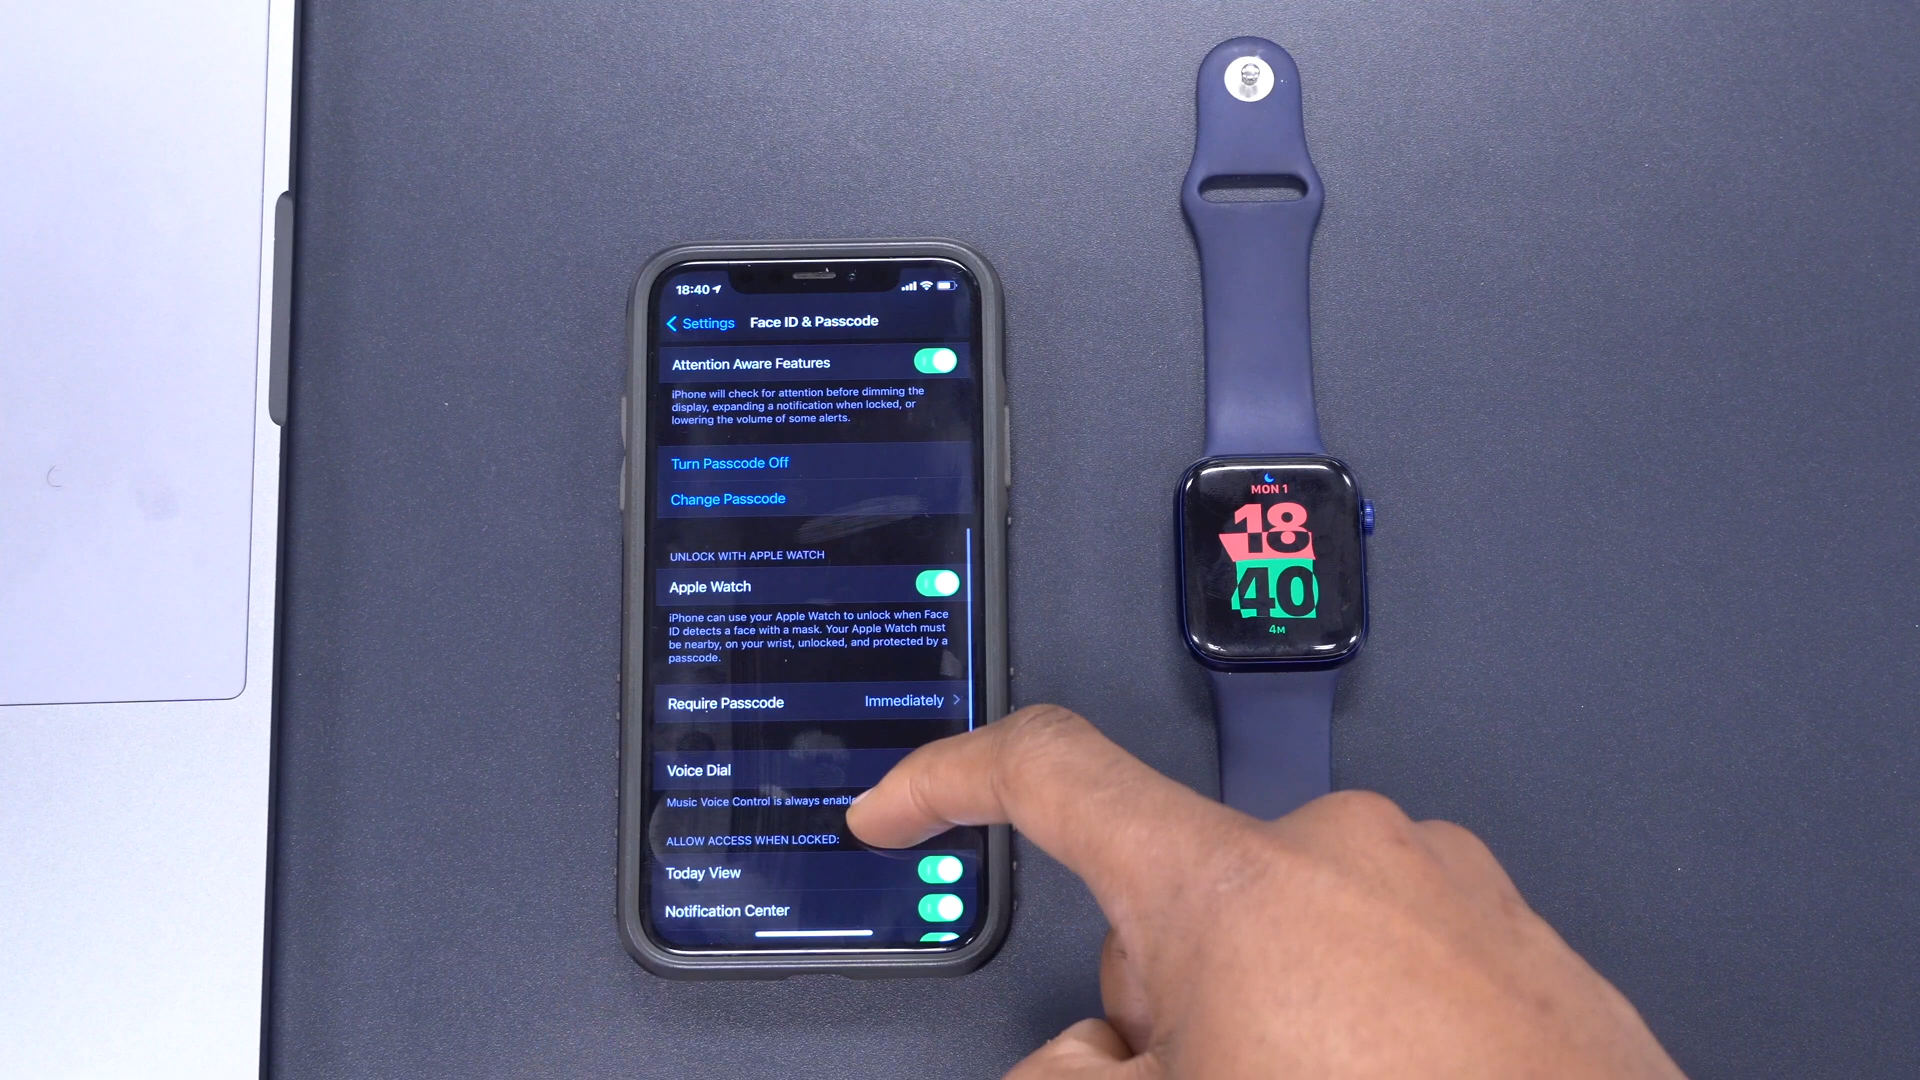 18:40
Settings
Face ID & Passcode
Attention Aware Features
iPhone will check for attention before dimming the
display, expanding a notification when locked, or
lowering the volume of some alerts.
Turn Passcode Off
Change Passcode
UNLOCK WITH APPLE WATCH
Apple Watch
iPhone can use your Apple Watch to unlock when Face
ID detects a face with a mask. Your Apple Watch must
be nearby, on your wrist, unlocked, and protected by a
passcode.
Require Passcode Immediately
Voice Dial
Music Voice Control is always
ALLOW ACCESS WHEN LOCKED:
Today View
Notification Center
MON 1
18
40
4M